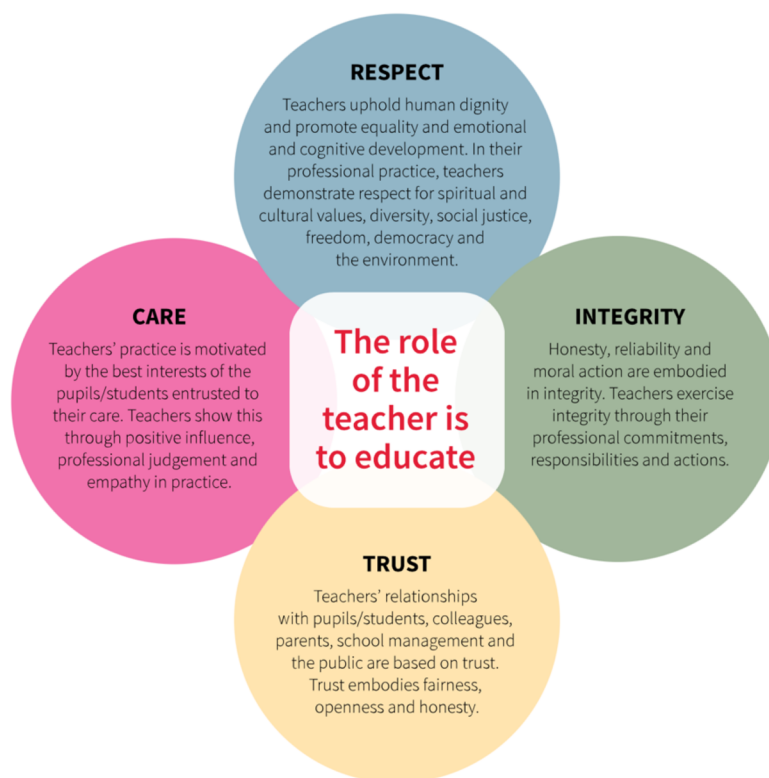 RESPECT
Teachers uphold human dignity
and promote equality and emotional
and cognitive development. In their
professional practice, teachers
demonstrate respect for spiritual and
cultural values, diversity, social justice,
freedom, democracy and
the environment.
CARE
Teachers’ practice is motivated
by the best interests of the
pupils/students entrusted to
their care. Teachers show this
through positive influence,
professional judgement and
empathy in practice.
The role
of the
teacher is
to educate
INTEGRITY
Honesty, reliability and
moral action are embodied
in integrity. Teachers exercise
integrity through their
professional commitments,
responsibilities and actions.
TRUST
Teachers’ relationships
with pupils/students, colleagues,
parents, school management and
the public are based on trust.
Trust embodies fairness,
openness and honesty.